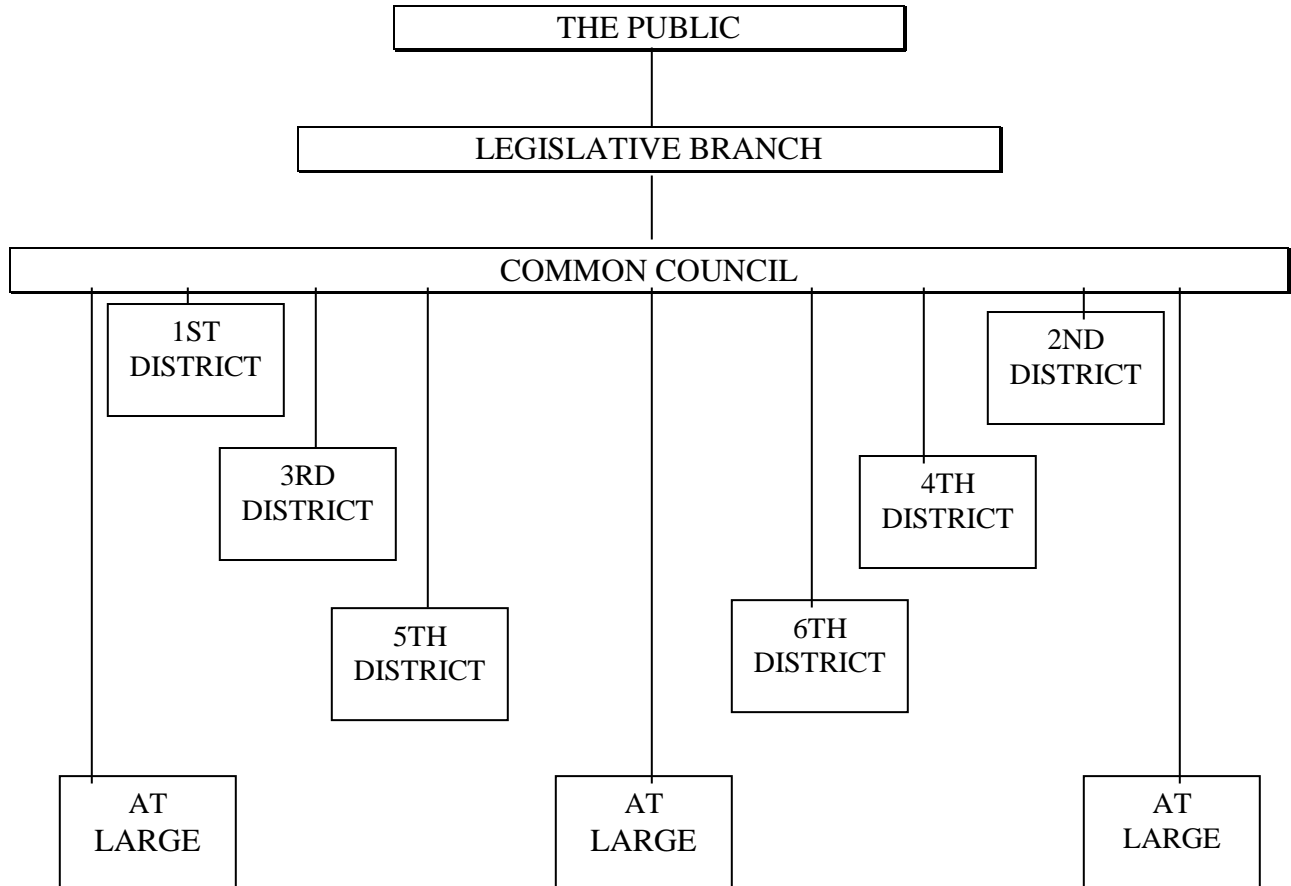 THE PUBLIC
LEGISLATIVE BRANCH
COMMON COUNCIL
1ST
DISTRICT
2ND
DISTRICT
3RD
DISTRICT
4TH
DISTRICT
5TH
DISTRICT
6TH
DISTRICT
AT
LARGE
AT
LARGE
AT
LARGE